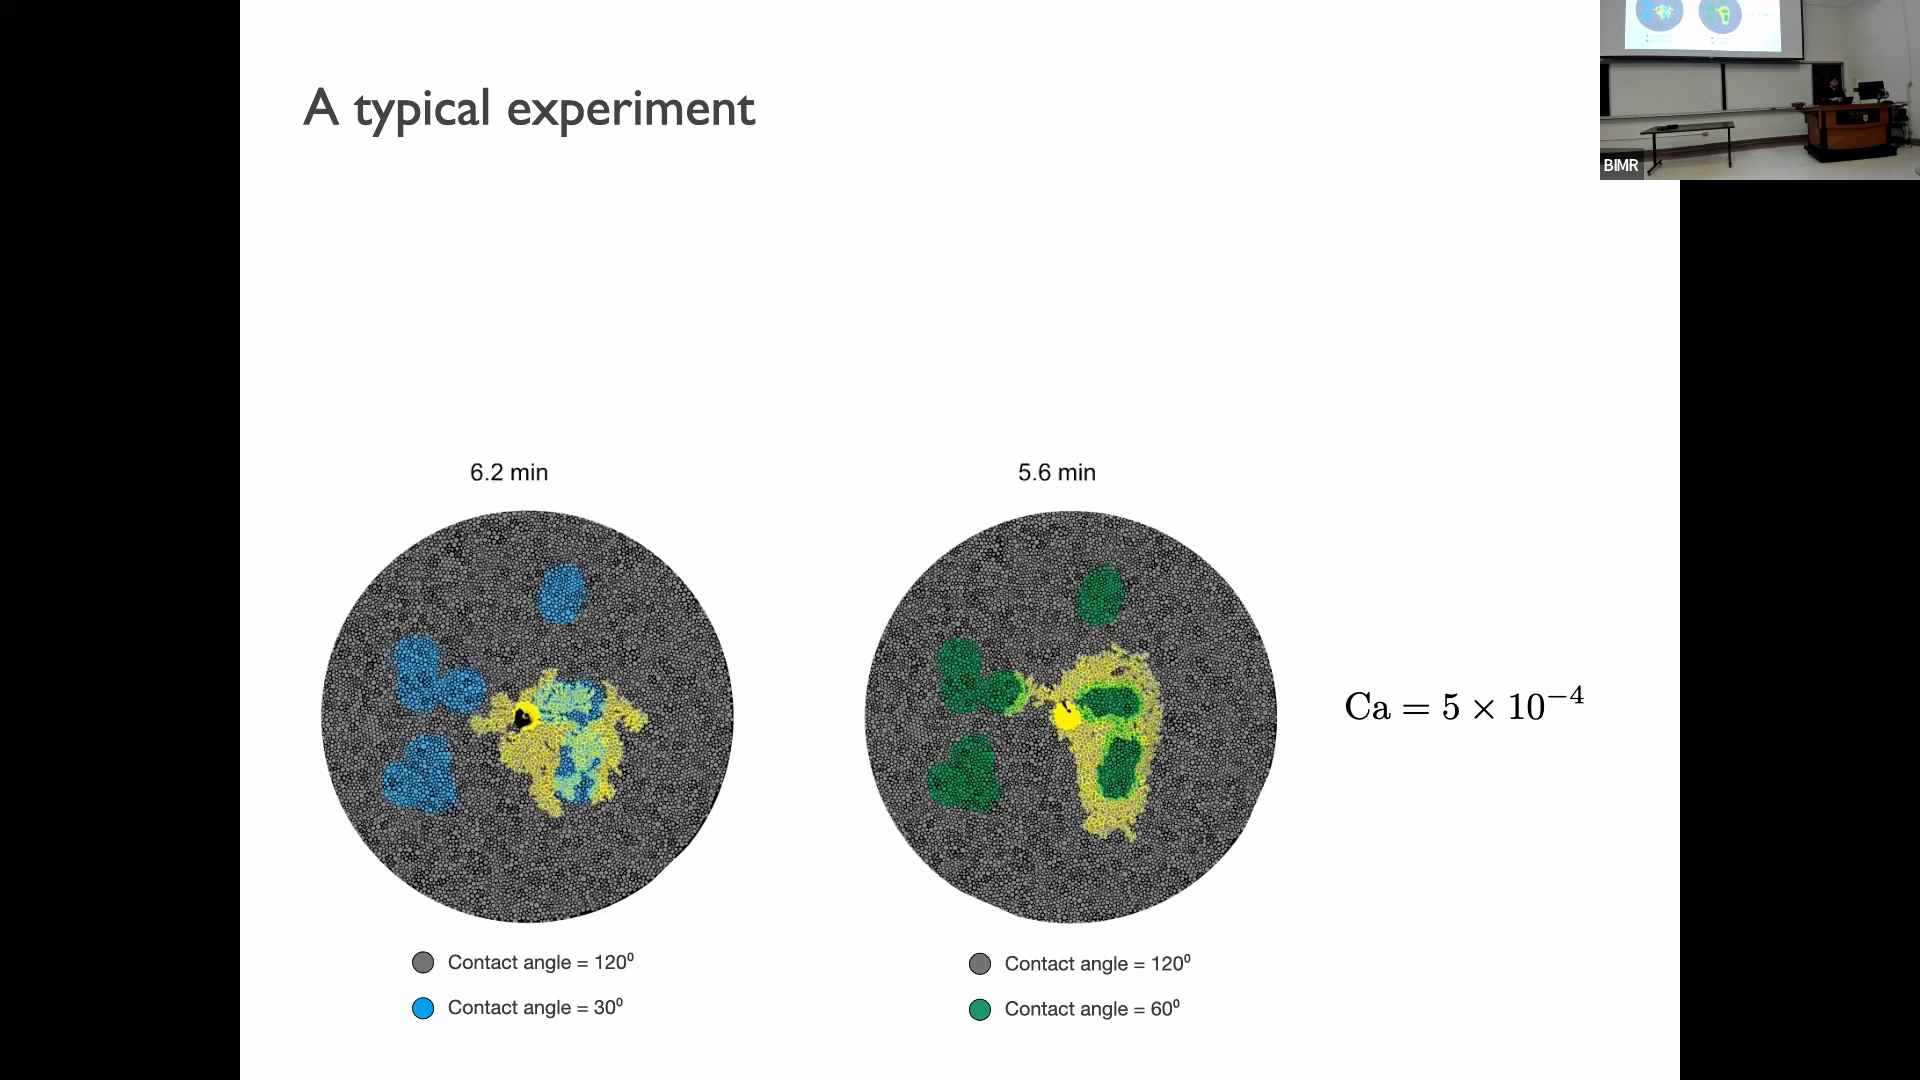 A typical experiment
BIMR
6.2 min
5.6 min
Ca = 5 × 10⁻⁴
Contact angle = 120⁰
Contact angle = 30⁰
Contact angle = 120⁰
Contact angle = 60⁰